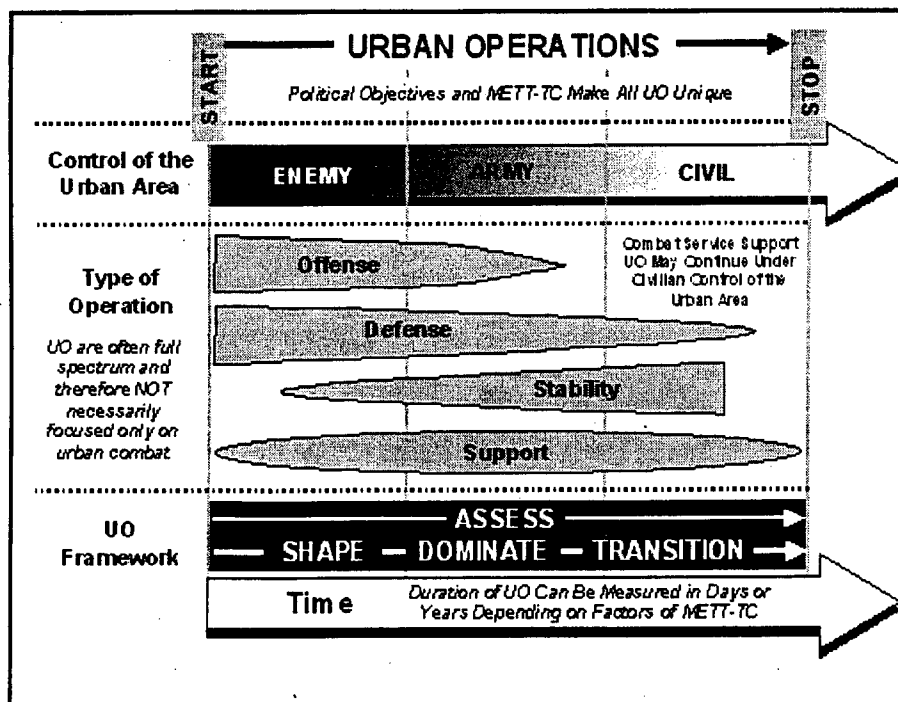 URBAN OPERATIONS
START
STOP
Political Objectives and METT-TC Make All UO Unique
Control of the
Urban Area
ENEMY
ARMY
CIVIL
Type of
Operation
UO are often full
spectrum and
therefore NOT
necessarily
focused only on
urban combat
Offense
Combat Service Support
UO May Continue Under
Civilian Control of the
Urban Area
Defense
Stability
Support
UO
Framework
ASSESS
SHAPE – DOMINATE – TRANSITION
Time
Duration of UO Can Be Measured in Days or
Years Depending on Factors of METT-TC